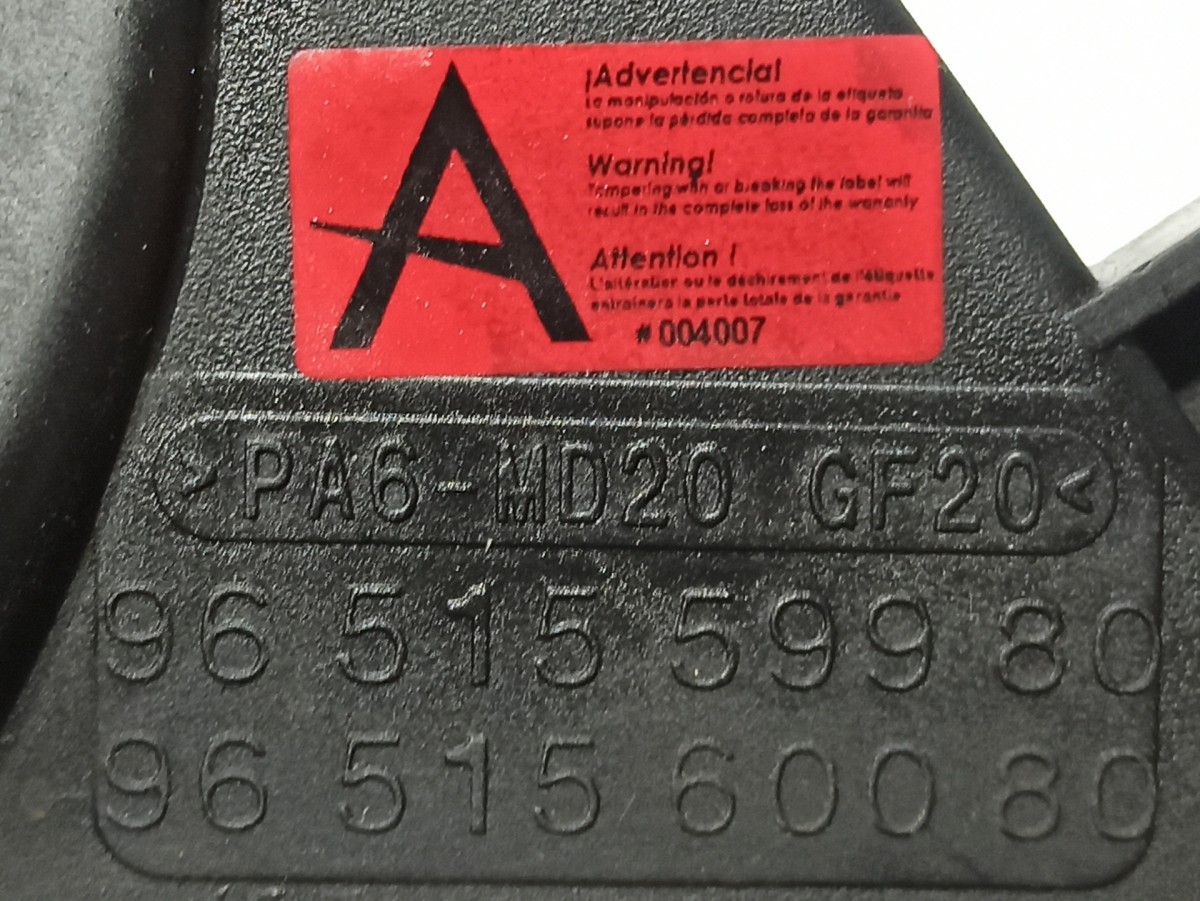 A
¡Advertencia!
La manipulación o rotura de la etiqueta
supone la pérdida completa de la garantía
Warning!
Tampering with or breaking the label will
result in the complete loss of the warranty
Attention !
L'altération ou le déchirement de l'étiquette
entraînera la perte totale de la garantie
#004007
>PA6-MD20 GF20<
96 515 599 80
96 515 600 80